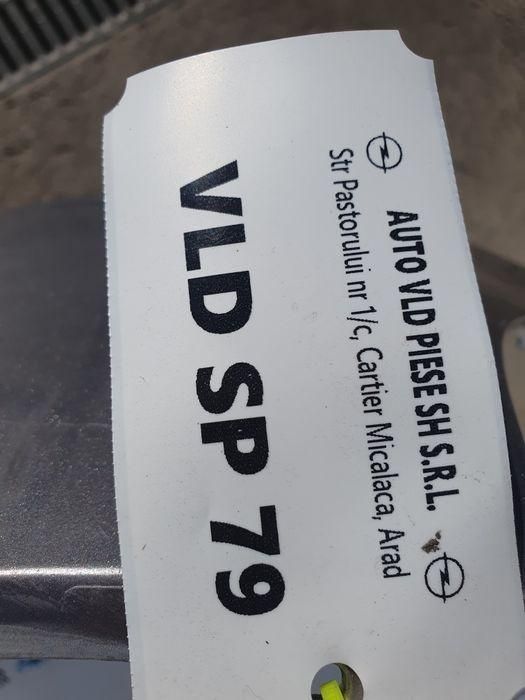 AUTO VLD PIESE SH S.R.L.
Str Pastorului nr 1/c, Cartier Micalaca, Arad
VLD SP 79